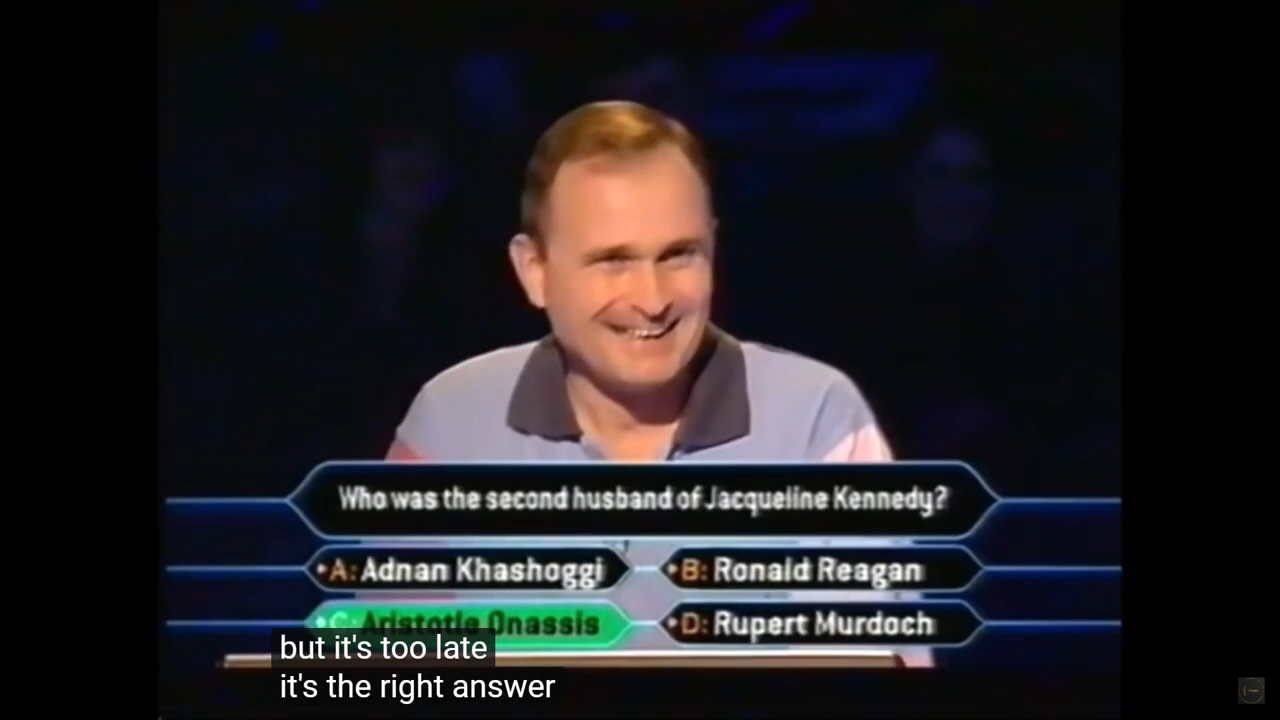 Who was the second husband of Jacqueline Kennedy?
A: Adnan Khashoggi
B: Ronald Reagan
C: Aristotle Onassis
D: Rupert Murdoch
but it's too late
it's the right answer